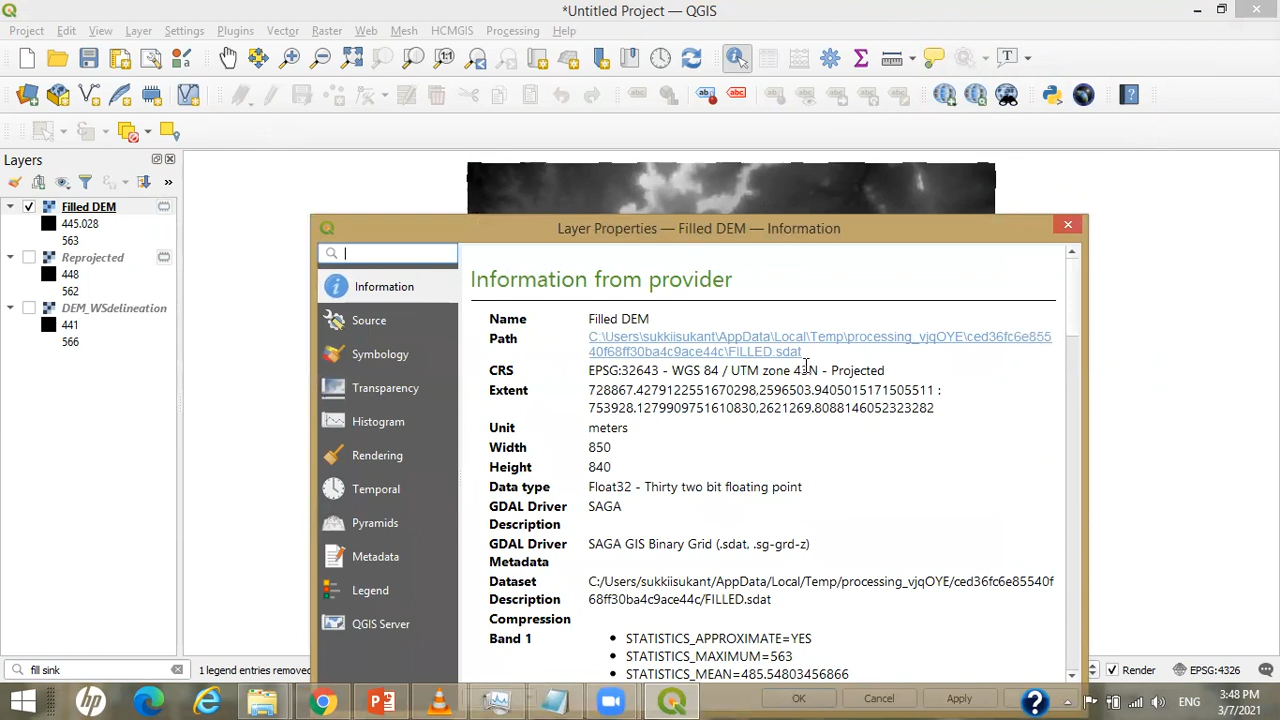 *Untitled Project — QGIS
Project Edit View Layer Settings Plugins Vector Raster Web Mesh HCMGIS Processing Help
Layers
Filled DEM
445.028
563
Reprojected
448
562
DEM_WSdelineation
441
566
Layer Properties — Filled DEM — Information
Information
Source
Symbology
Transparency
Histogram
Rendering
Temporal
Pyramids
Metadata
Legend
QGIS Server
Information from provider
Name Filled DEM
Path C:\Users\sukkiisukant\AppData\Local\Temp\processing_vjqOYE\ced36fc6e855
40f68ff30ba4c9ace44c\FILLED.sdat
CRS EPSG:32643 - WGS 84 / UTM zone 43N - Projected
Extent 728867.4279122551670298,2596503.9405015171505511 :
753928.1279909751610830,2621269.8088146052323282
Unit meters
Width 850
Height 840
Data type Float32 - Thirty two bit floating point
GDAL Driver SAGA
Description
GDAL Driver SAGA GIS Binary Grid (.sdat, .sg-grd-z)
Metadata
Dataset C:/Users/sukkiisukant/AppData/Local/Temp/processing_vjqOYE/ced36fc6e85540f
Description 68ff30ba4c9ace44c/FILLED.sdat
Compression
Band 1 • STATISTICS_APPROXIMATE=YES
• STATISTICS_MAXIMUM=563
• STATISTICS_MEAN=485.54803456866
OK Cancel Apply
fill sink 1 legend entries removed Render EPSG:4326
ENG 3:48 PM
3/7/2021